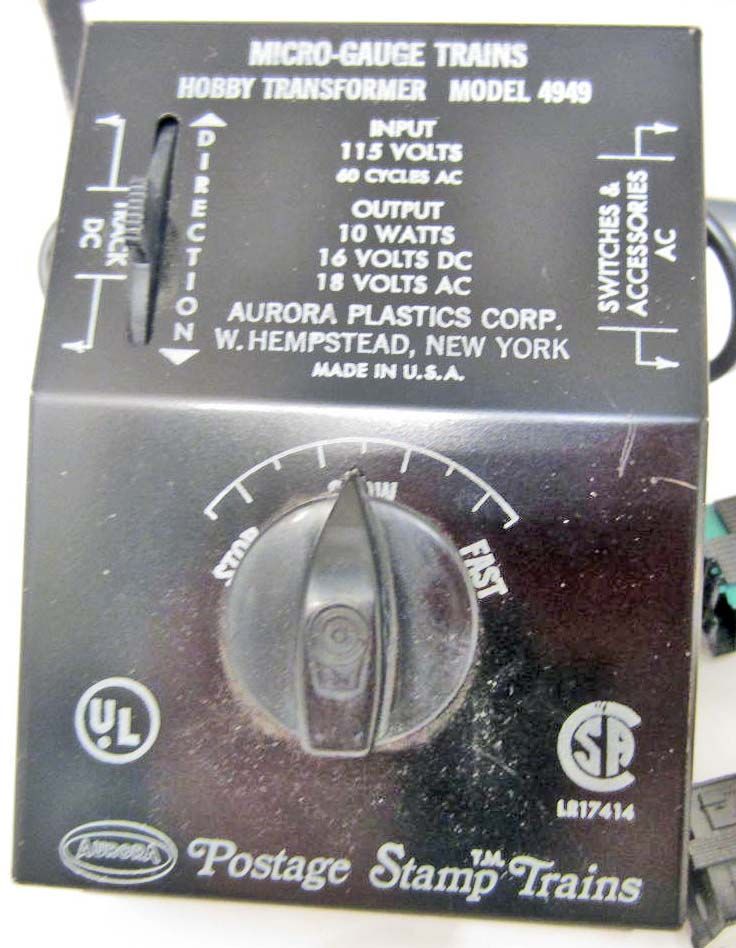 MICRO-GAUGE TRAINS
HOBBY TRANSFORMER MODEL 4949
DIRECTION
TRACK
DC
INPUT
115 VOLTS
60 CYCLES AC
OUTPUT
10 WATTS
16 VOLTS DC
18 VOLTS AC
SWITCHES &
ACCESSORIES
AC
AURORA PLASTICS CORP.
W. HEMPSTEAD, NEW YORK
MADE IN U.S.A.
STOP
SLOW
FAST
UL
SA
LR17414
AURORA
Postage Stamp T.M. Trains